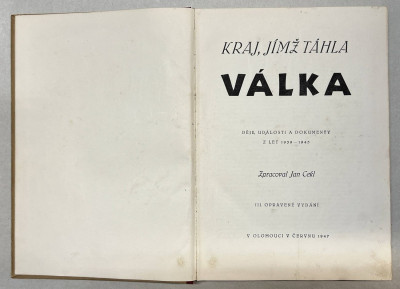 KRAJ, JÍMŽ TÁHLA
VÁLKA
DĚJE, UDÁLOSTI A DOKUMENTY
Z LET 1939–1945
Zpracoval Jan Cekl
III OPRAVENÉ VYDÁNÍ
V OLOMOUCI V ČERVNU 1947